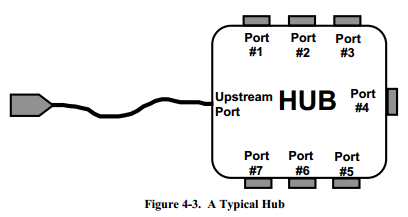 Port Port Port
#1 #2 #3
Upstream
Port
HUB
Port
#4
Port Port Port
#7 #6 #5
Figure 4-3. A Typical Hub